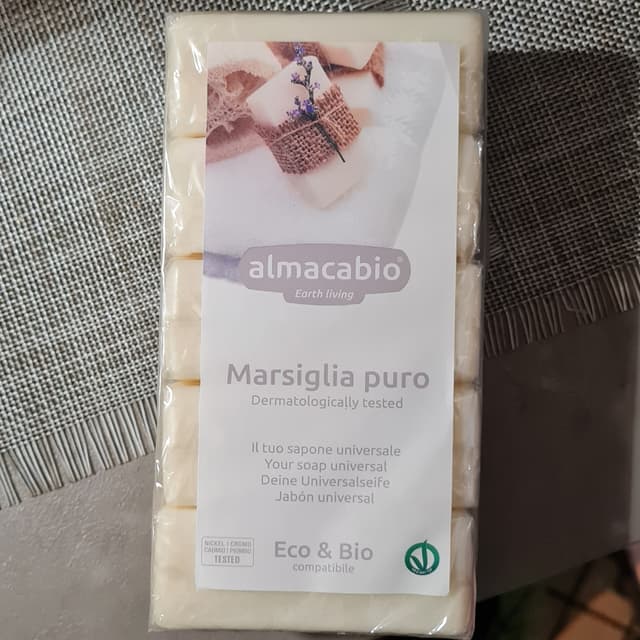 almacabio®
Earth living
Marsiglia puro
Dermatologically tested
Il tuo sapone universale
Your soap universal
Deine Universalseife
Jabón universal
NICKEL / CROMO
CADMIO / PIOMBO
TESTED
Eco & Bio
compatibile